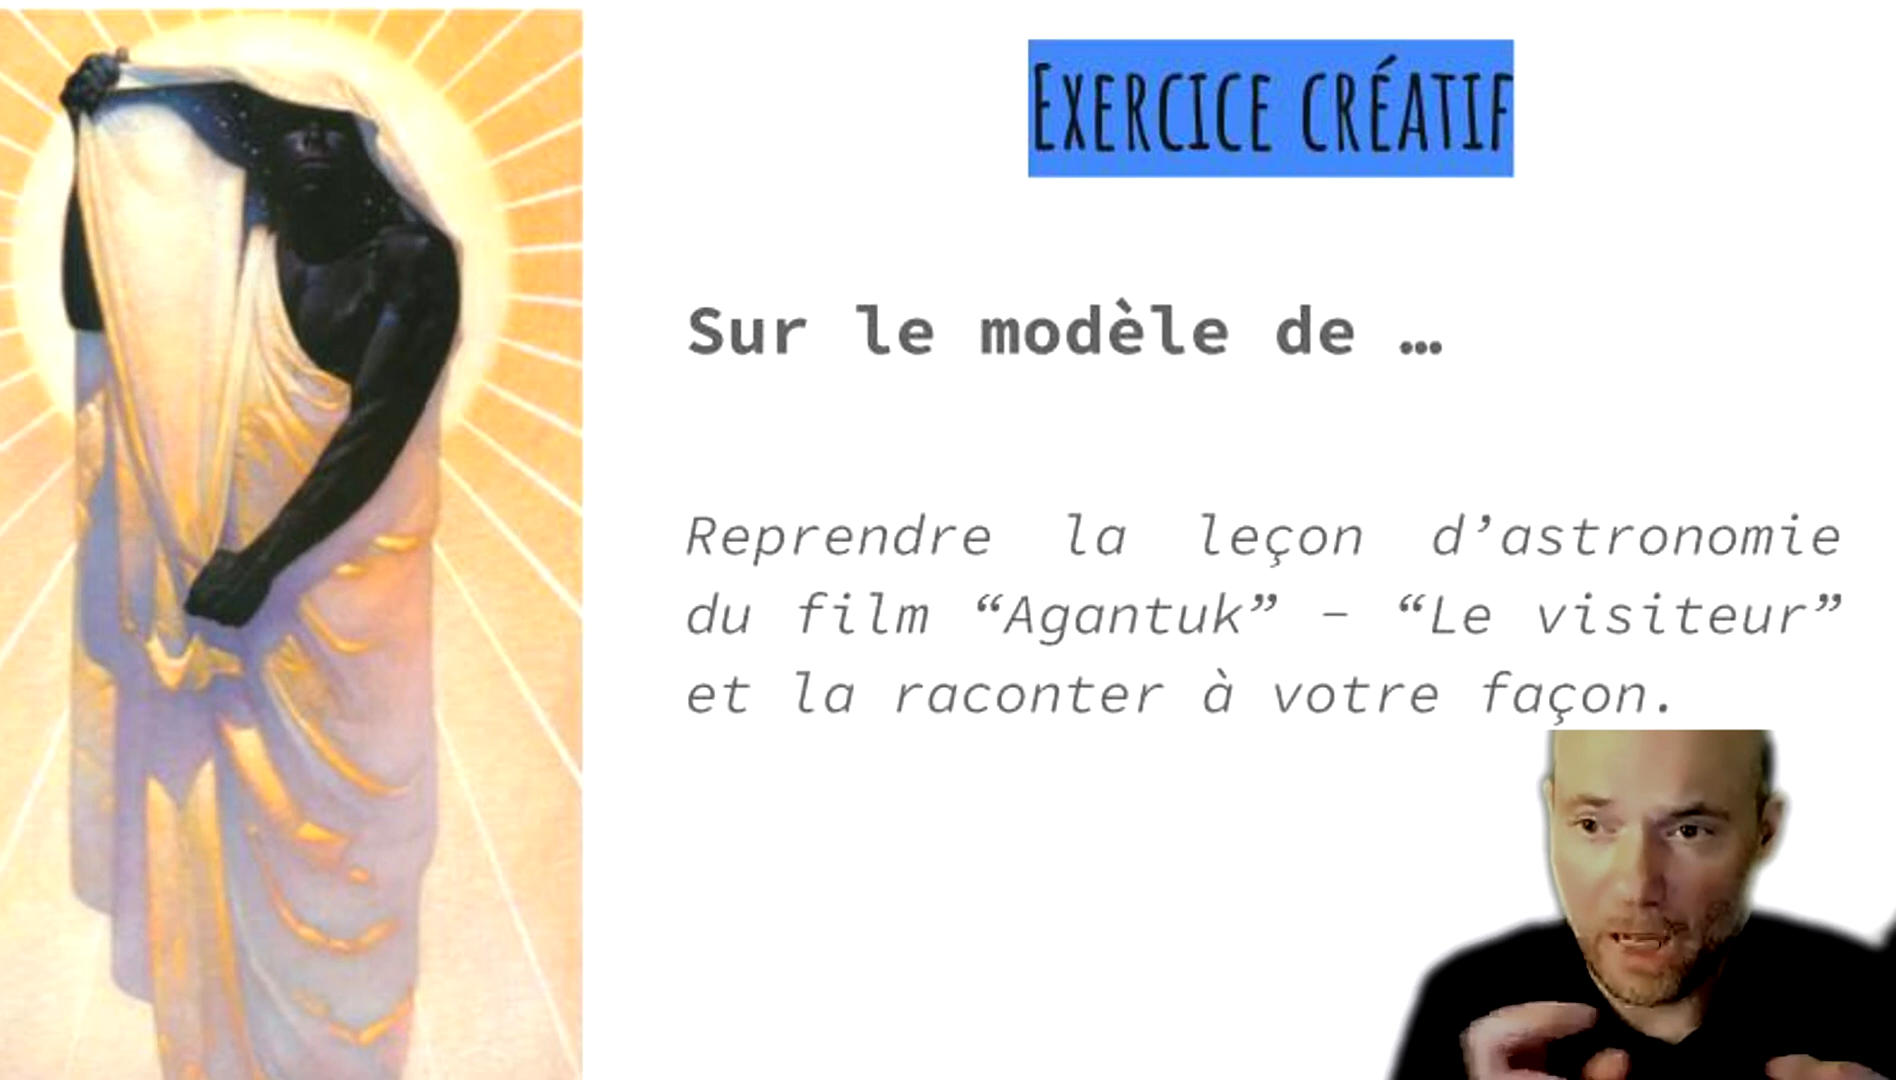 Exercice créatif
Sur le modèle de …
Reprendre la leçon d’astronomie
du film “Agantuk” – “Le visiteur”
et la raconter à votre façon.